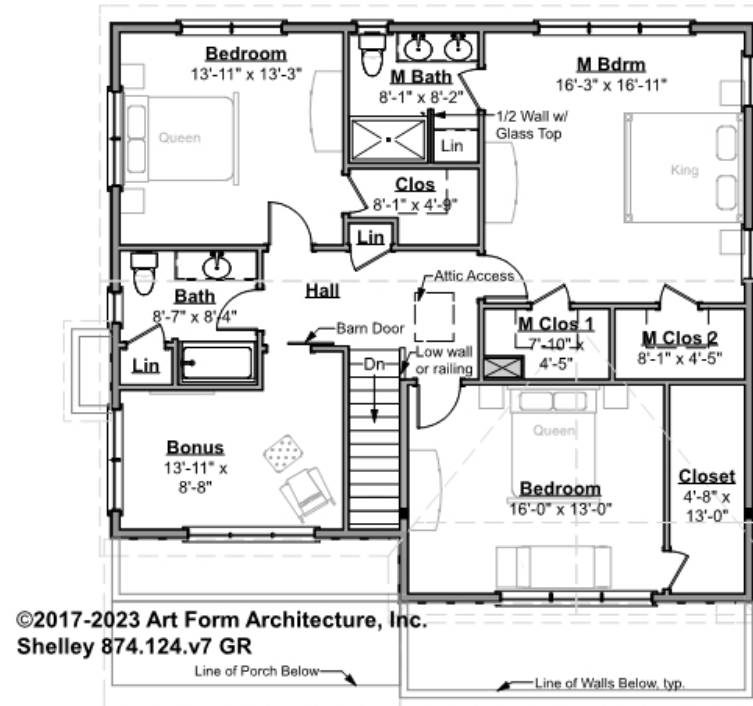 Bedroom
13'-11" x 13'-3"
Queen
M Bath
8'-1" x 8'-2"
M Bdrm
16'-3" x 16'-11"
1/2 Wall w/
Glass Top
Lin
King
Clos
8'-1" x 4'-9"
Lin
Hall
Attic Access
Bath
8'-7" x 8'-4"
Lin
Barn Door
Low wall
or railing
Dn
M Clos 1
7'-10" x
4'-5"
M Clos 2
8'-1" x 4'-5"
Bonus
13'-11" x
8'-8"
Queen
Bedroom
16'-0" x 13'-0"
Closet
4'-8" x
13'-0"
©2017-2023 Art Form Architecture, Inc.
Shelley 874.124.v7 GR
Line of Porch Below
Line of Walls Below, typ.